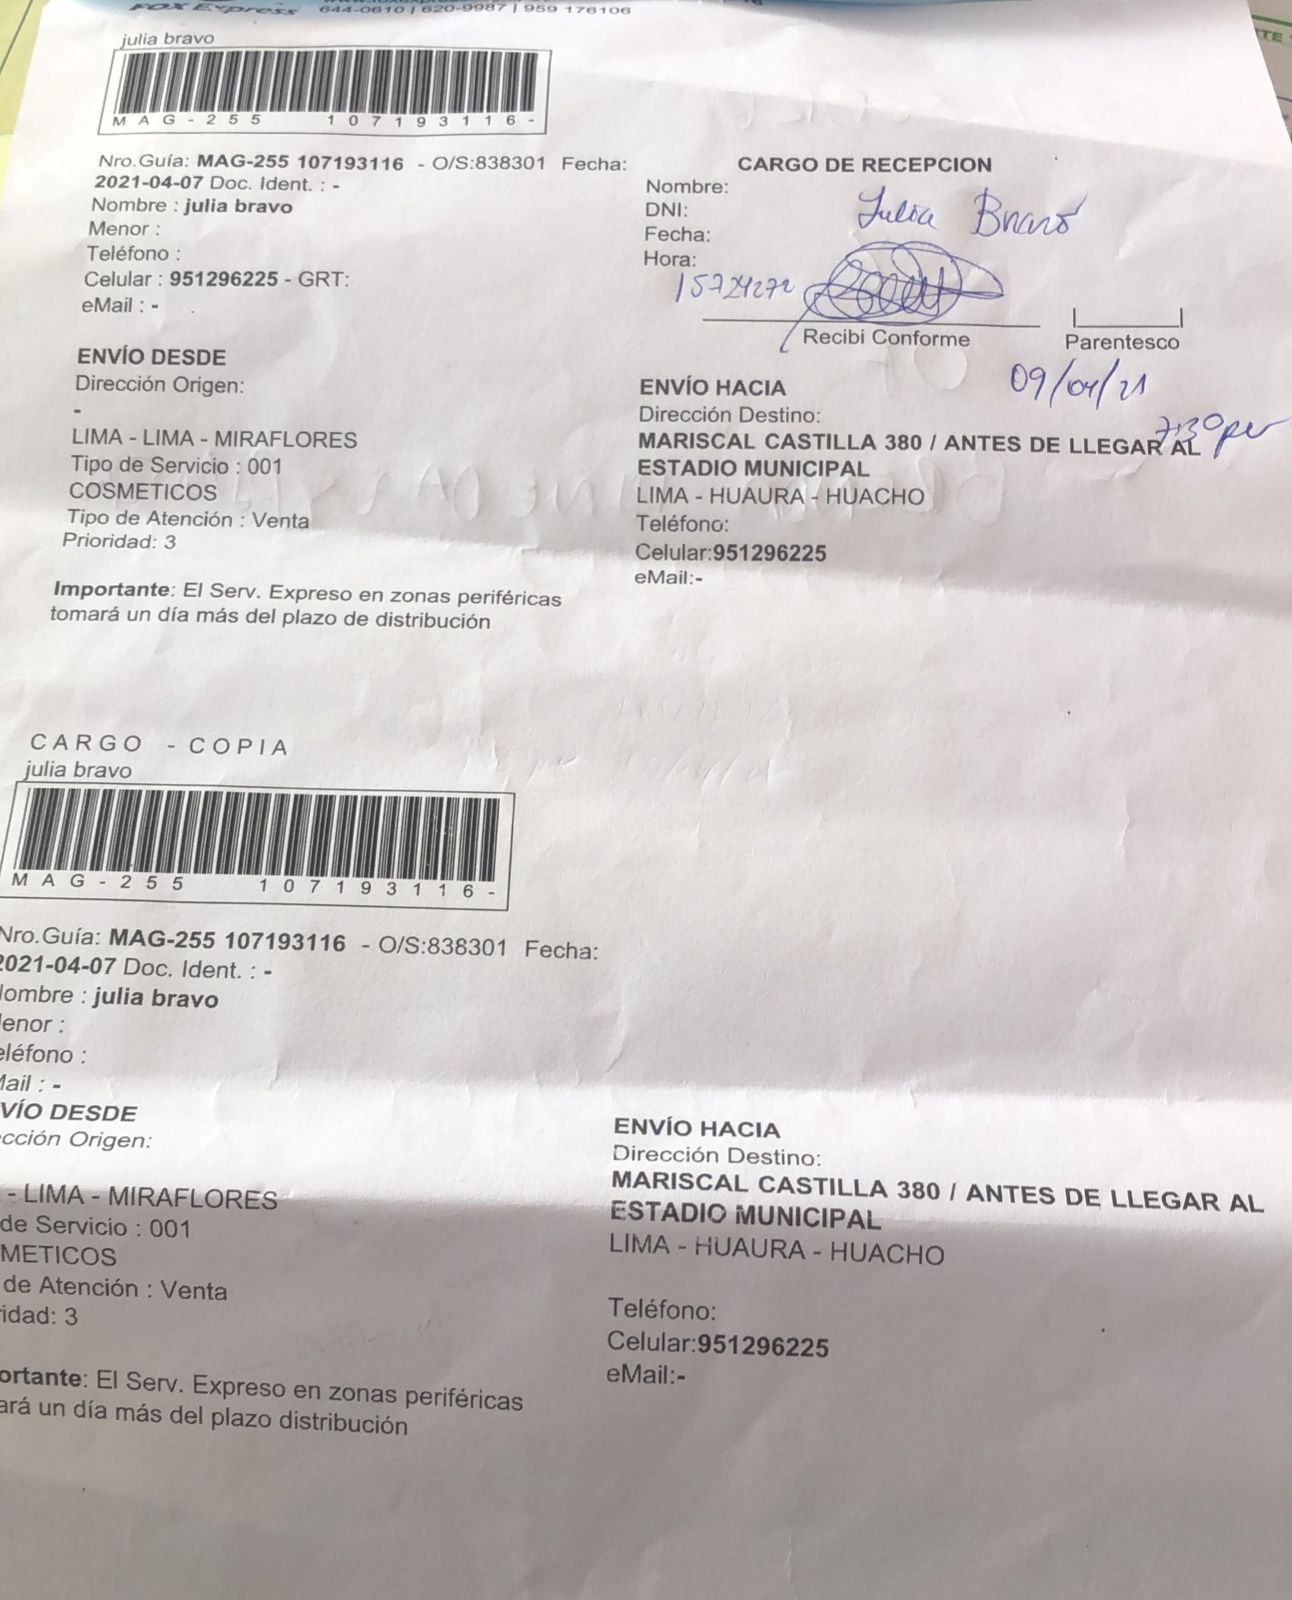 FOX Express 644-0610 | 620-9987 | 959 176106
julia bravo
MAG-255 107193116-
Nro.Guía: MAG-255 107193116 - O/S:838301 Fecha:
2021-04-07 Doc. Ident. : -
Nombre : julia bravo
Menor :
Teléfono :
Celular : 951296225 - GRT:
eMail : -
ENVÍO DESDE
Dirección Origen:
-
LIMA - LIMA - MIRAFLORES
Tipo de Servicio : 001
COSMETICOS
Tipo de Atención : Venta
Prioridad: 3
Importante: El Serv. Expreso en zonas periféricas
tomará un día más del plazo de distribución
CARGO DE RECEPCION
Nombre:
DNI:
Fecha:
Hora:
Julia Bravo
15724272
Recibi Conforme
Parentesco
09/04/21
7:30 pm
ENVÍO HACIA
Dirección Destino:
MARISCAL CASTILLA 380 / ANTES DE LLEGAR AL
ESTADIO MUNICIPAL
LIMA - HUAURA - HUACHO
Teléfono:
Celular:951296225
eMail:-
CARGO - COPIA
julia bravo
MAG-255 107193116-
Nro.Guía: MAG-255 107193116 - O/S:838301 Fecha:
2021-04-07 Doc. Ident. : -
ombre : julia bravo
enor :
eléfono :
Mail : -
VÍO DESDE
cción Origen:
- LIMA - MIRAFLORES
de Servicio : 001
METICOS
de Atención : Venta
ridad: 3
ortante: El Serv. Expreso en zonas periféricas
ará un día más del plazo distribución
ENVÍO HACIA
Dirección Destino:
MARISCAL CASTILLA 380 / ANTES DE LLEGAR AL
ESTADIO MUNICIPAL
LIMA - HUAURA - HUACHO
Teléfono:
Celular:951296225
eMail:-